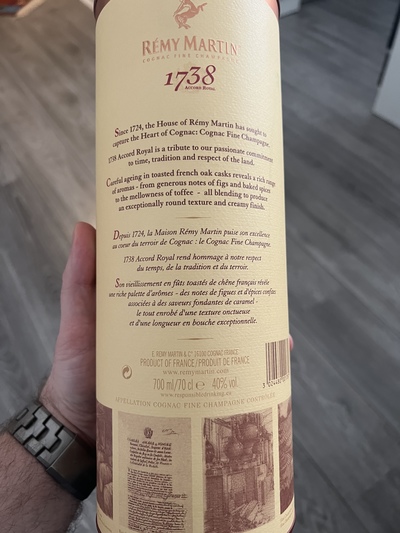 RÉMY MARTIN
COGNAC FINE CHAMPAGNE
1738
ACCORD ROYAL
Since 1724, the House of Rémy Martin has sought to
capture the Heart of Cognac: Cognac Fine Champagne.
1738 Accord Royal is a tribute to our passionate commitment
to time, tradition and respect of the land.
Careful ageing in toasted french oak casks reveals a rich range
of aromas - from generous notes of figs and baked spices
to the mellowness of toffee - all blending to produce
an exceptionally round texture and creamy finish.
Depuis 1724, la Maison Rémy Martin puise son excellence
au coeur du terroir de Cognac : le Cognac Fine Champagne.
1738 Accord Royal rend hommage à notre respect
du temps, de la tradition et du terroir.
Son vieillissement en fûts toastés de chêne français révèle
une riche palette d'arômes - des notes de figues et d'épices confites
associées à des saveurs fondantes de caramel -
le tout enrobé d'une texture onctueuse
et d'une longueur en bouche exceptionnelle.
E. RÉMY MARTIN & Cº 16100 COGNAC FRANCE
PRODUCT OF FRANCE/PRODUIT DE FRANCE
www.remymartin.com
700 ml/70 cl ℮ 40% vol.
APPELLATION COGNAC FINE CHAMPAGNE CONTROLÉE